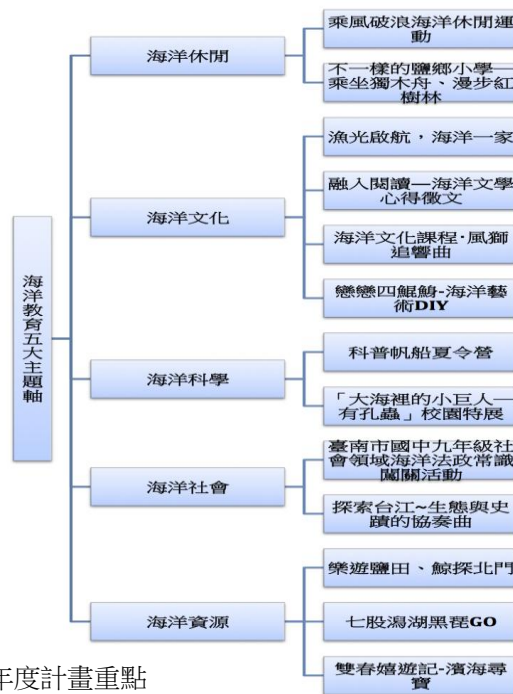 海洋教育五大主題軸
海洋休閒
乘風破浪海洋休閒運
動
不一樣的鹽鄉小學—
乘坐獨木舟、漫步紅
樹林
海洋文化
漁光啟航，海洋一家
融入閱讀—海洋文學
心得徵文
海洋文化課程‧風獅
追響曲
戀戀四鯤鯓-海洋藝
術DIY
海洋科學
科普帆船夏令營
「大海裡的小巨人—
有孔蟲」校園特展
海洋社會
臺南市國中九年級社
會領域海洋法政常識
闖關活動
探索台江~生態與史
蹟的協奏曲
海洋資源
樂遊鹽田、鯨探北門
七股潟湖黑琵GO
雙春嬉遊記-濱海尋
寶
年度計畫重點